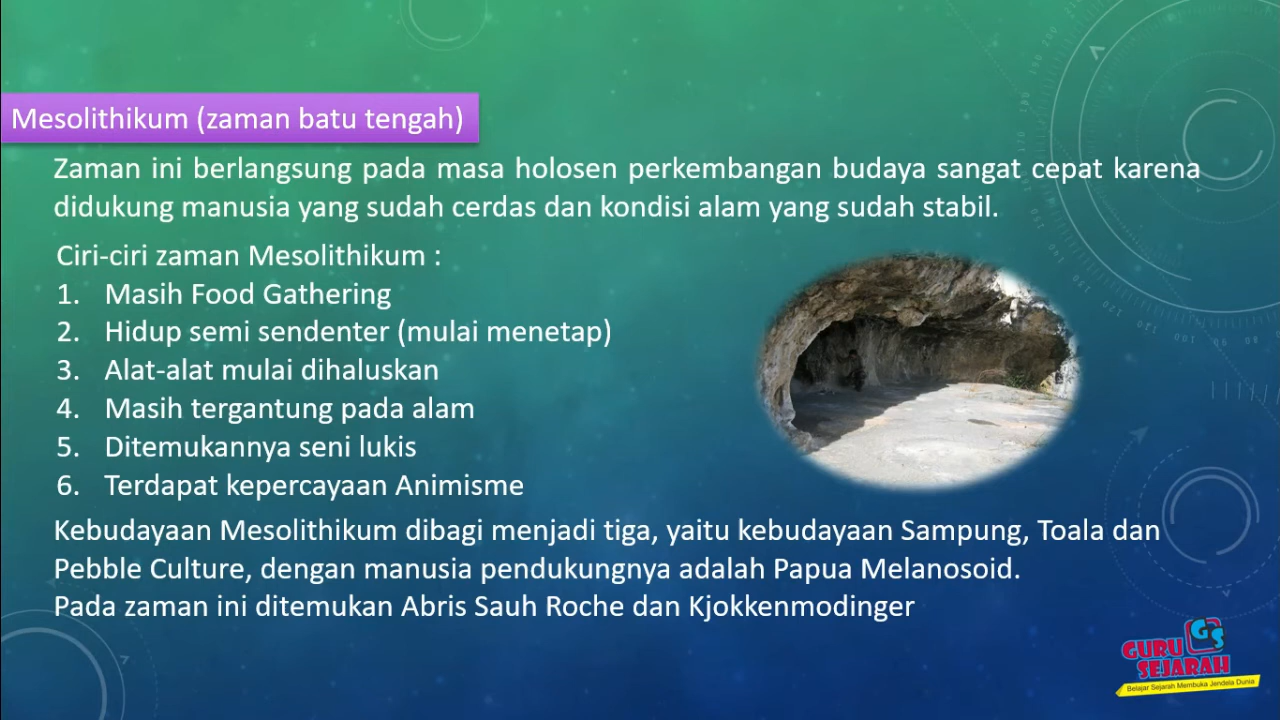 Mesolithikum (zaman batu tengah)
Zaman ini berlangsung pada masa holosen perkembangan budaya sangat cepat karena
didukung manusia yang sudah cerdas dan kondisi alam yang sudah stabil.
Ciri-ciri zaman Mesolithikum :
1. Masih Food Gathering
2. Hidup semi sendenter (mulai menetap)
3. Alat-alat mulai dihaluskan
4. Masih tergantung pada alam
5. Ditemukannya seni lukis
6. Terdapat kepercayaan Animisme
Kebudayaan Mesolithikum dibagi menjadi tiga, yaitu kebudayaan Sampung, Toala dan
Pebble Culture, dengan manusia pendukungnya adalah Papua Melanosoid.
Pada zaman ini ditemukan Abris Sauh Roche dan Kjokkenmodinger
GS
GURU
SEJARAH
Belajar Sejarah Membuka Jendela Dunia